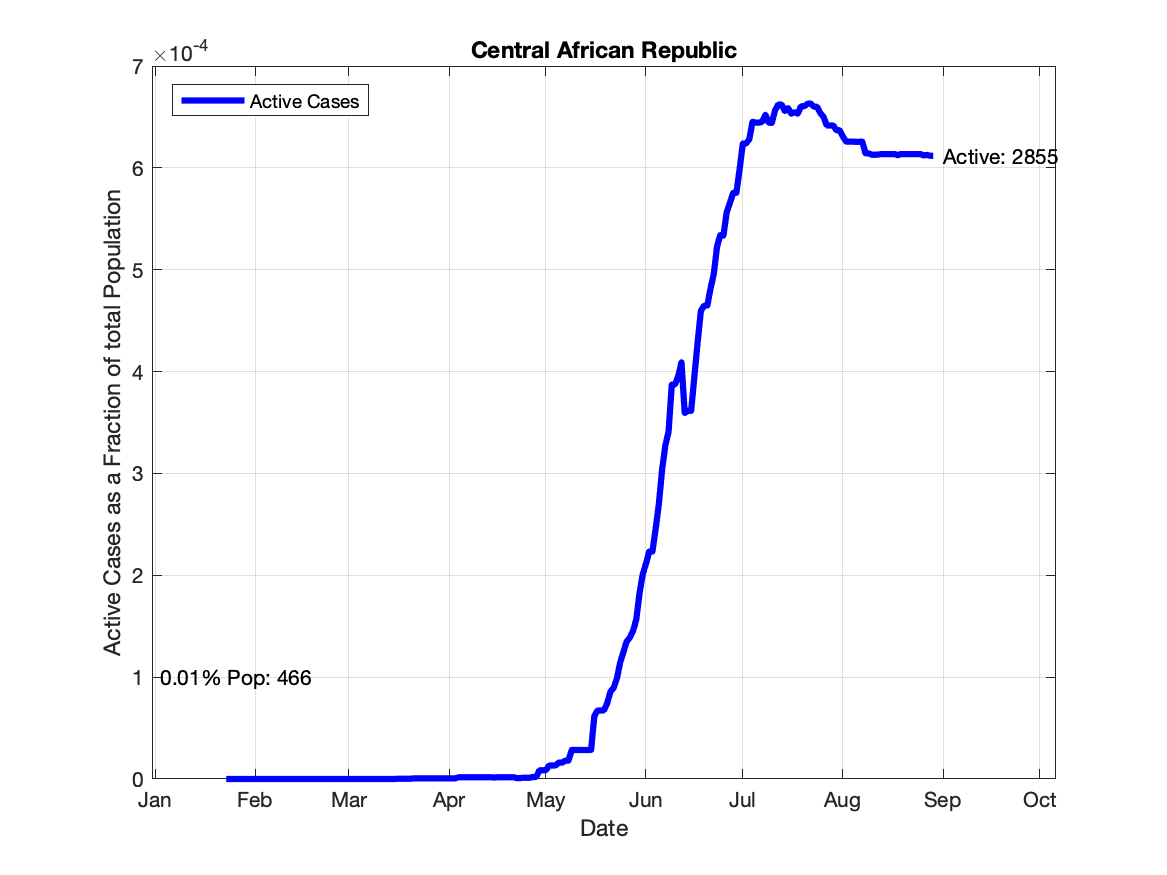 ×10-4
Central African Republic
7
6
5
4
3
2
1
0
Active Cases
Active: 2855
0.01% Pop: 466
Active Cases as a Fraction of total Population
Jan Feb Mar Apr May Jun Jul Aug Sep Oct
Date